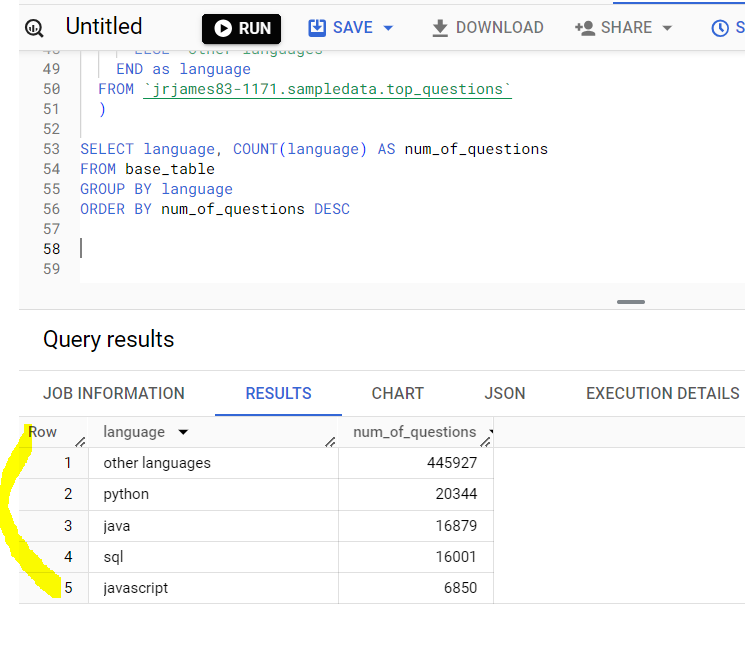 Untitled RUN SAVE DOWNLOAD SHARE S
48 ELSE 'other languages'
49 END as language
50 FROM `jrjames83-1171.sampledata.top_questions`
51 )
52
53 SELECT language, COUNT(language) AS num_of_questions
54 FROM base_table
55 GROUP BY language
56 ORDER BY num_of_questions DESC
57
58
59
Query results
JOB INFORMATION RESULTS CHART JSON EXECUTION DETAILS
Row language num_of_questions
1 other languages 445927
2 python 20344
3 java 16879
4 sql 16001
5 javascript 6850